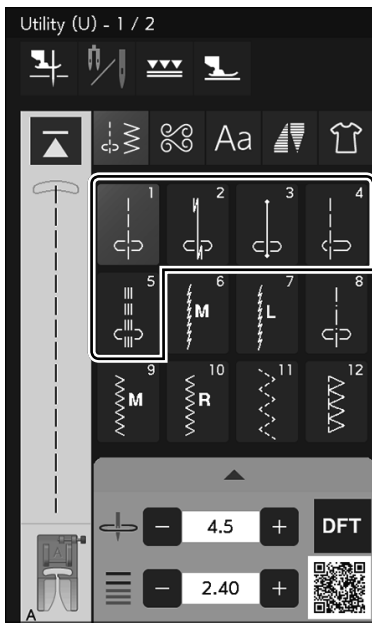 Utility (U) - 1 / 2
Aa
1 2 3 4
5 6 7 8
M L
9 10 11 12
M R
− 4.5 + DFT
− 2.40 +
A
A